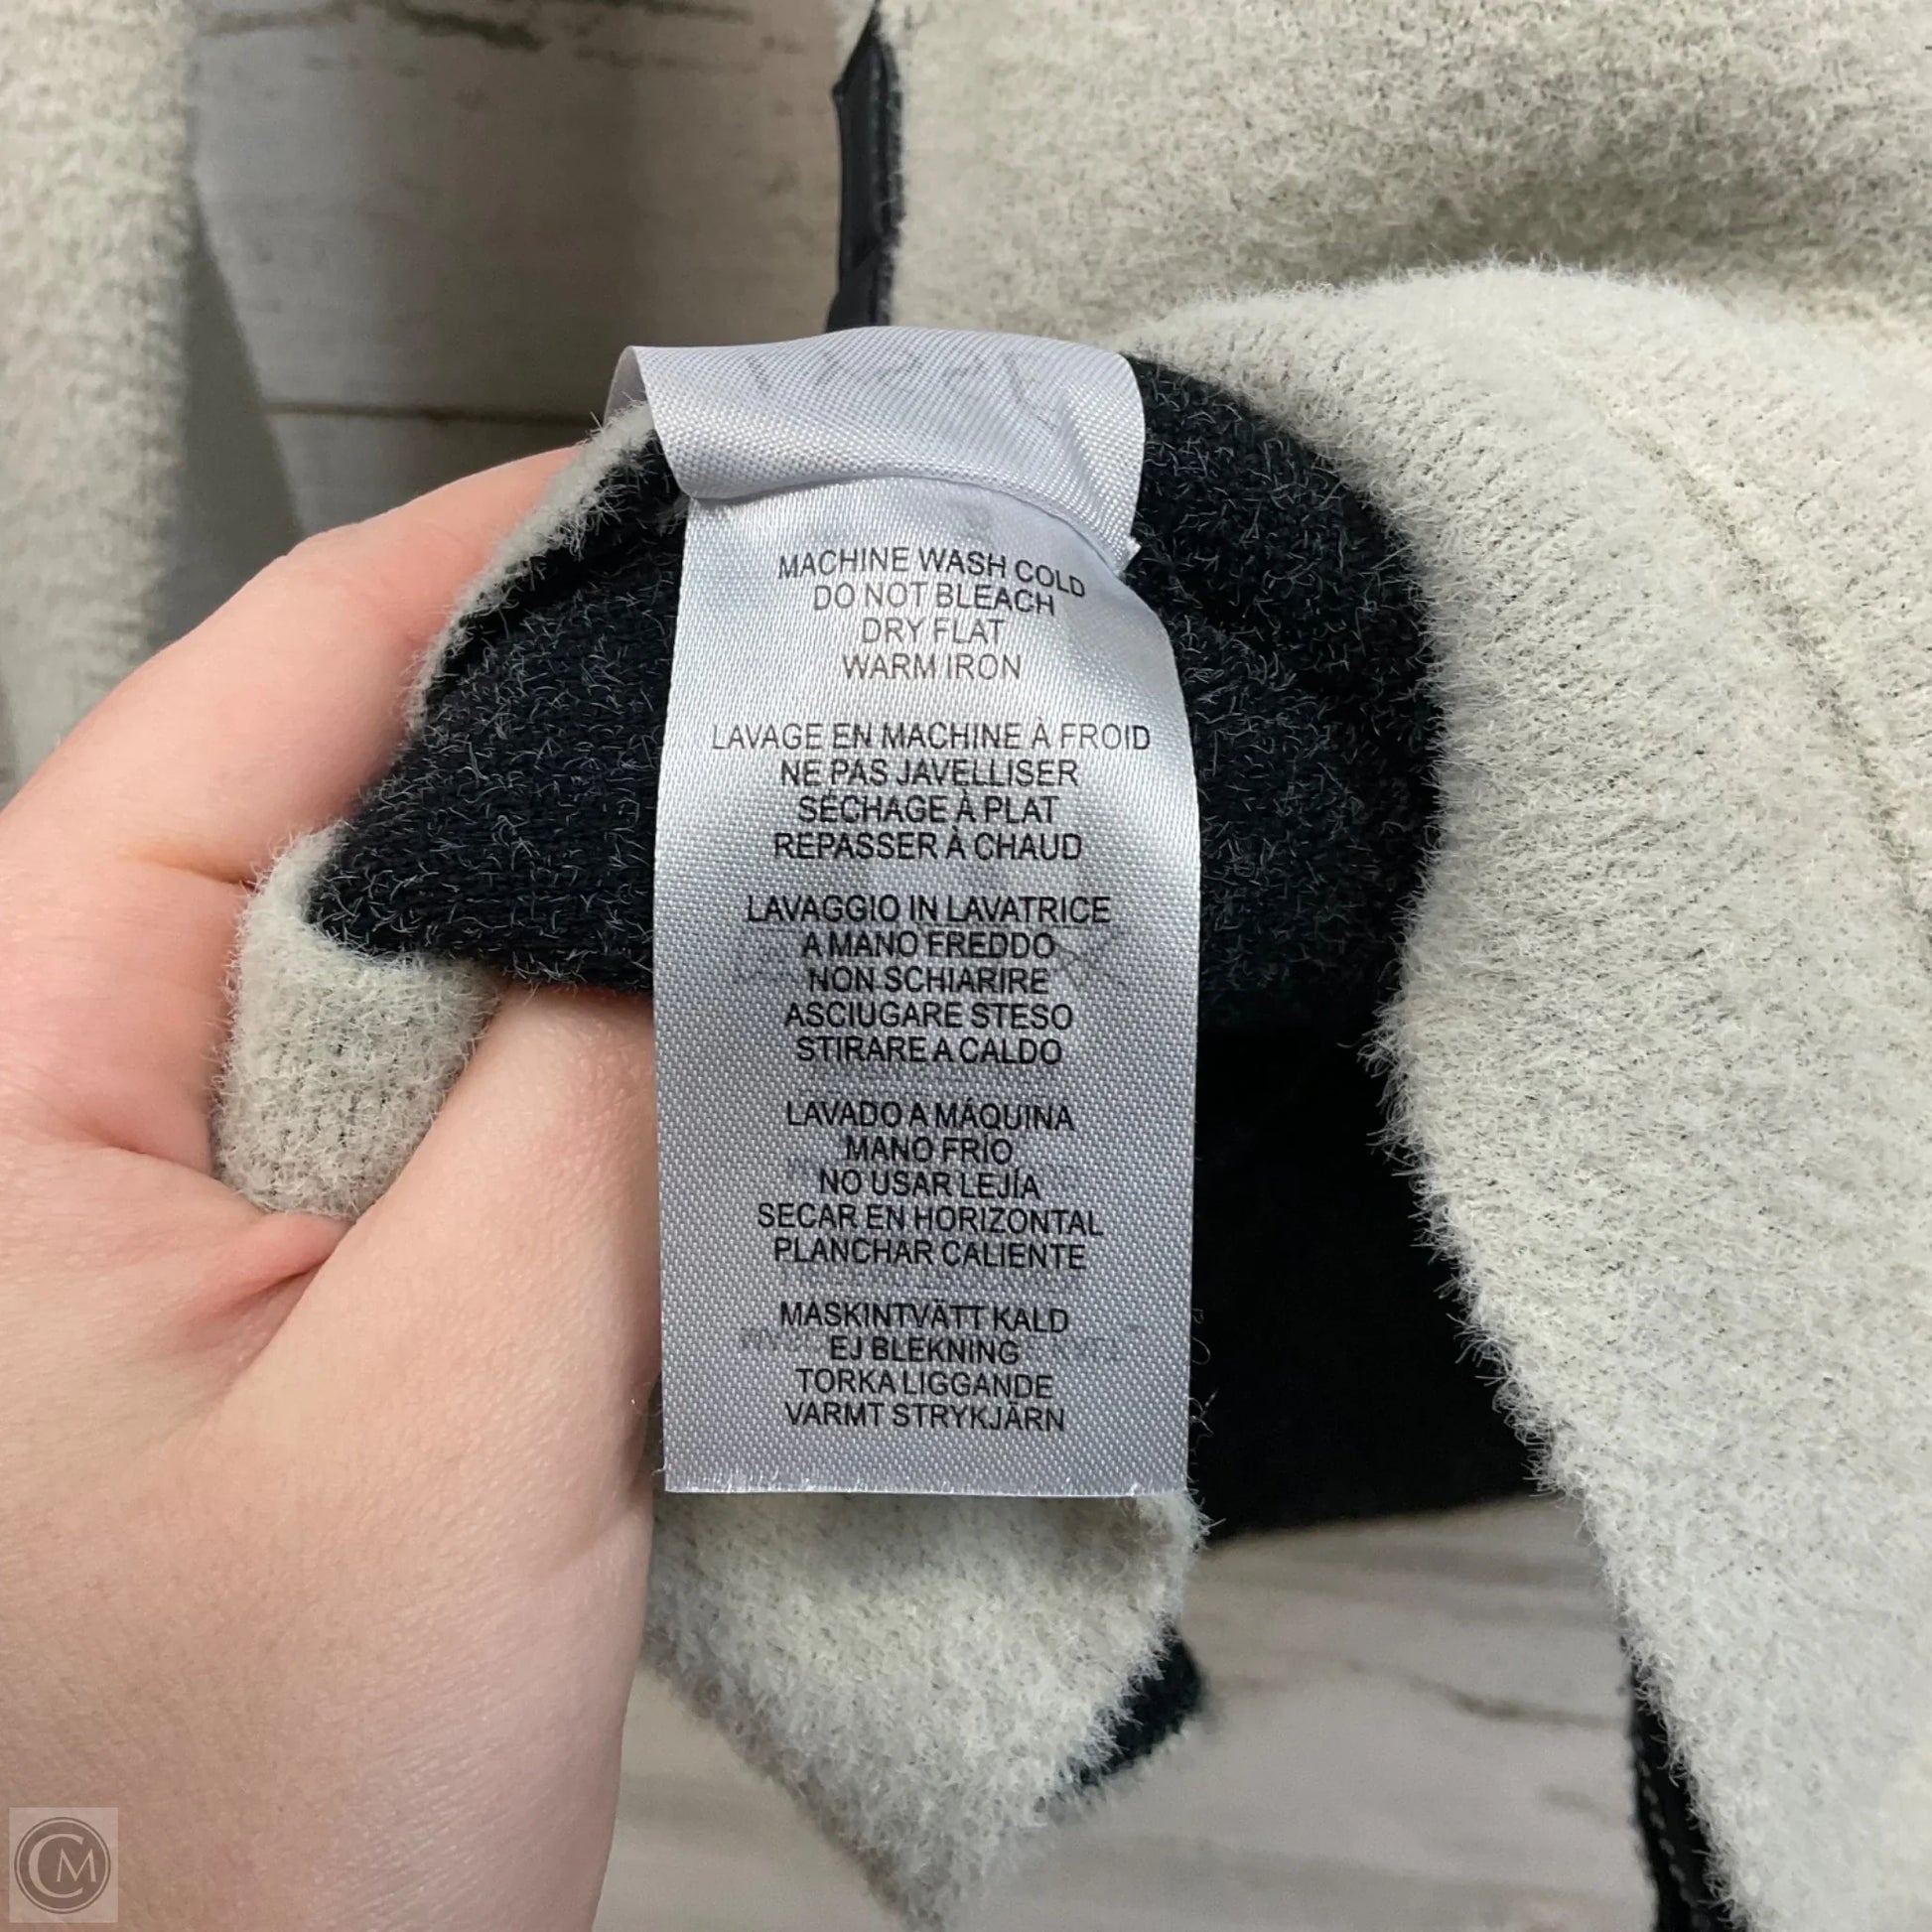 MACHINE WASH COLD
DO NOT BLEACH
DRY FLAT
WARM IRON
LAVAGE EN MACHINE À FROID
NE PAS JAVELLISER
SÉCHAGE À PLAT
REPASSER À CHAUD
LAVAGGIO IN LAVATRICE
A MANO FREDDO
NON SCHIARIRE
ASCIUGARE STESO
STIRARE A CALDO
LAVADO A MÁQUINA
MANO FRÍO
NO USAR LEJÍA
SECAR EN HORIZONTAL
PLANCHAR CALIENTE
MASKINTVÄTT KALD
EJ BLEKNING
TORKA LIGGANDE
VARMT STRYKJÄRN
CM